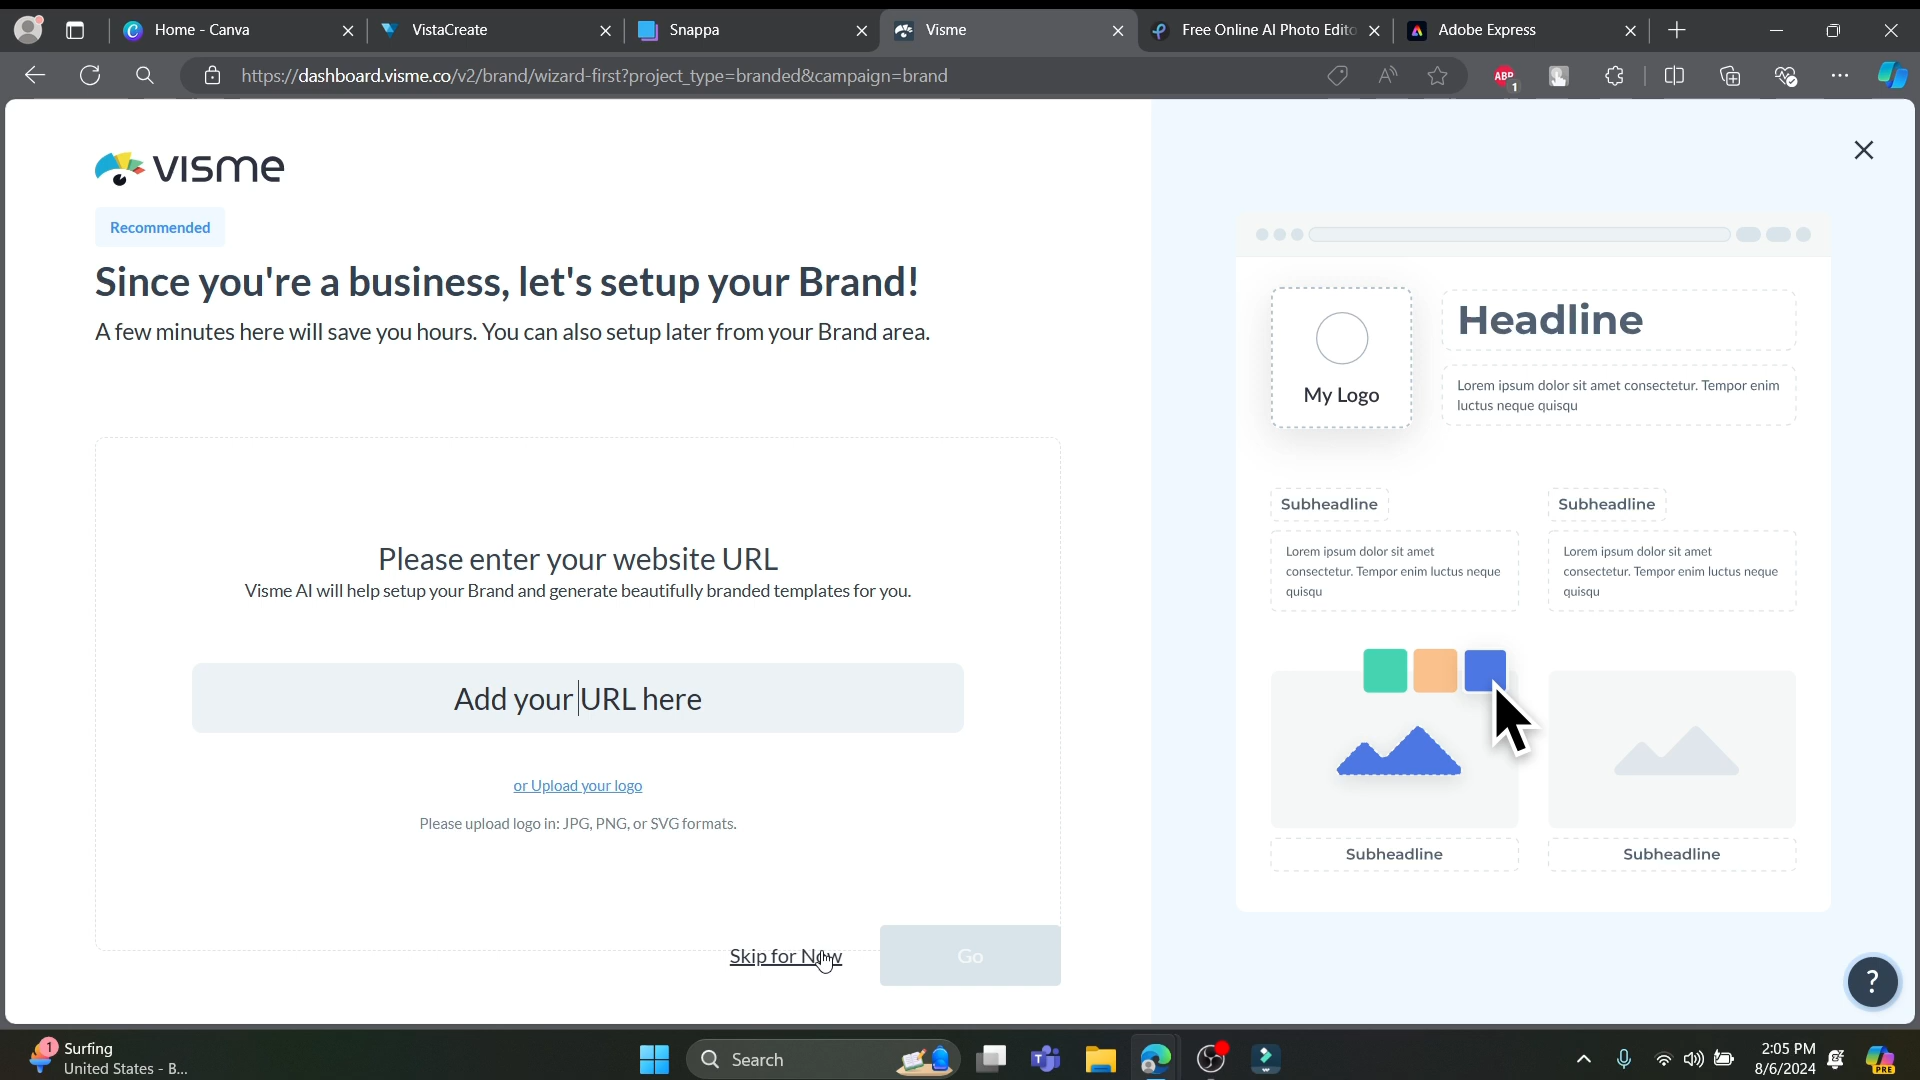 Home - Canva
VistaCreate
Snappa
Visme
Free Online AI Photo Edito
Adobe Express
https://dashboard.visme.co/v2/brand/wizard-first?project_type=branded&campaign=brand
ABP
1
visme
Recommended
Since you're a business, let's setup your Brand!
A few minutes here will save you hours. You can also setup later from your Brand area.
Please enter your website URL
Visme AI will help setup your Brand and generate beautifully branded templates for you.
Add your URL here
or Upload your logo
Please upload logo in: JPG, PNG, or SVG formats.
Skip for Now
Go
My Logo
Headline
Lorem ipsum dolor sit amet consectetur. Tempor enim
luctus neque quisqu
Subheadline
Lorem ipsum dolor sit amet
consectetur. Tempor enim luctus neque
quisqu
Subheadline
Lorem ipsum dolor sit amet
consectetur. Tempor enim luctus neque
quisqu
Subheadline
Subheadline
?
1
Surfing
United States - B...
Search
2:05 PM
8/6/2024
PRE